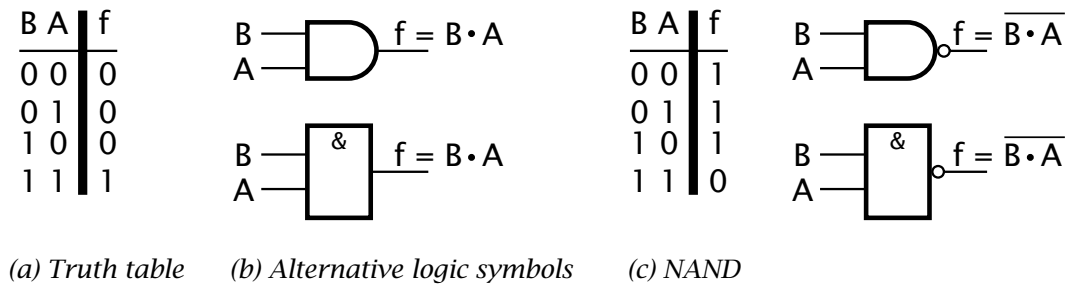 B A f
0 0 0
0 1 0
1 0 0
1 1 1
B
A
f = B • A
&
B
A
f = B • A
B A f
0 0 1
0 1 1
1 0 1
1 1 0
B
A
f = B • A
&
B
A
f = B • A
(a) Truth table
(b) Alternative logic symbols
(c) NAND